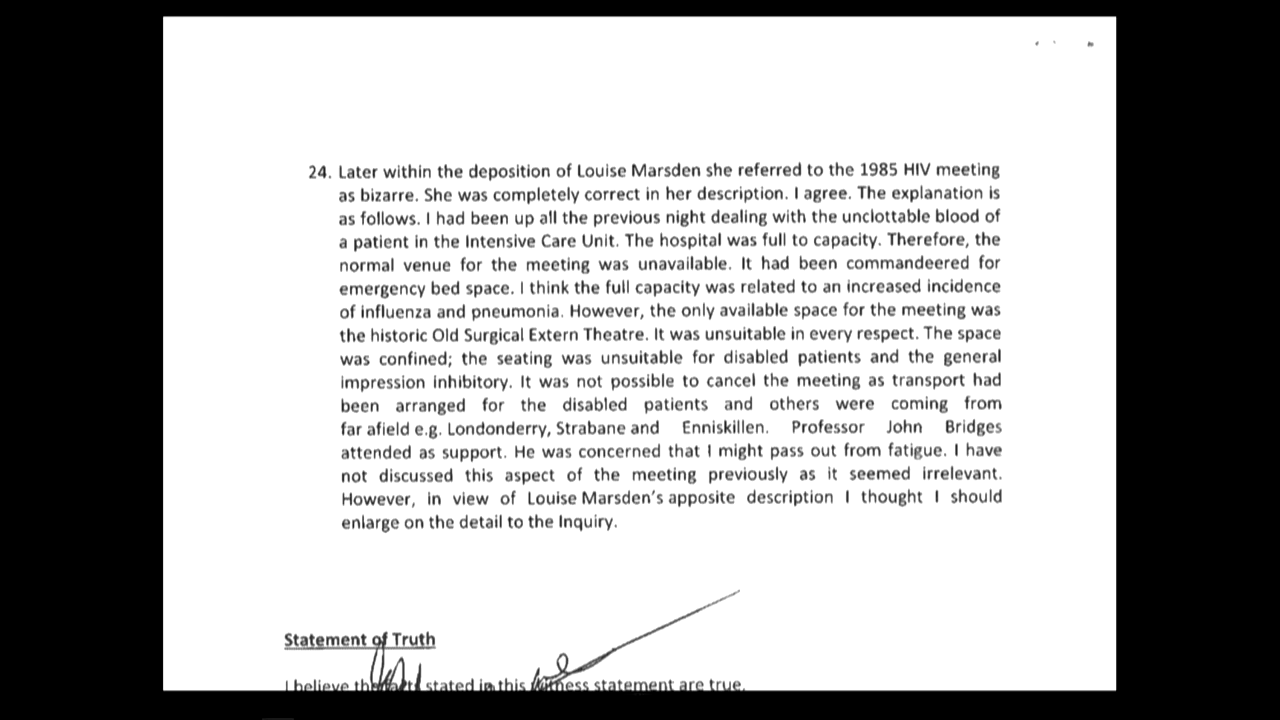 24. Later within the deposition of Louise Marsden she referred to the 1985 HIV meeting
as bizarre. She was completely correct in her description. I agree. The explanation is
as follows. I had been up all the previous night dealing with the unclottable blood of
a patient in the Intensive Care Unit. The hospital was full to capacity. Therefore, the
normal venue for the meeting was unavailable. It had been commandeered for
emergency bed space. I think the full capacity was related to an increased incidence
of influenza and pneumonia. However, the only available space for the meeting was
the historic Old Surgical Extern Theatre. It was unsuitable in every respect. The space
was confined; the seating was unsuitable for disabled patients and the general
impression inhibitory. It was not possible to cancel the meeting as transport had
been arranged for the disabled patients and others were coming from
far afield e.g. Londonderry, Strabane and Enniskillen. Professor John Bridges
attended as support. He was concerned that I might pass out from fatigue. I have
not discussed this aspect of the meeting previously as it seemed irrelevant.
However, in view of Louise Marsden's apposite description I thought I should
enlarge on the detail to the Inquiry.
Statement of Truth
I believe stated in this witness statement are true.